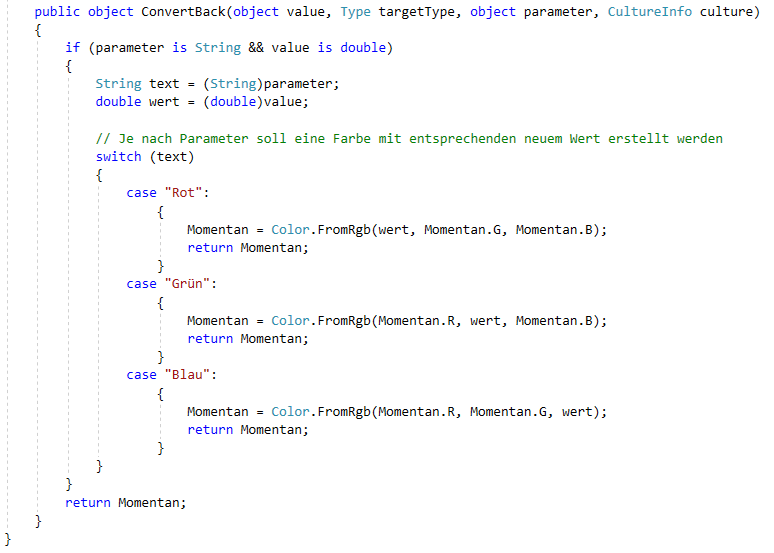 public object ConvertBack(object value, Type targetType, object parameter, CultureInfo culture)
{
if (parameter is String && value is double)
{
String text = (String)parameter;
double wert = (double)value;
// Je nach Parameter soll eine Farbe mit entsprechenden neuem Wert erstellt werden
switch (text)
{
case "Rot":
{
Momentan = Color.FromRgb(wert, Momentan.G, Momentan.B);
return Momentan;
}
case "Grün":
{
Momentan = Color.FromRgb(Momentan.R, wert, Momentan.B);
return Momentan;
}
case "Blau":
{
Momentan = Color.FromRgb(Momentan.R, Momentan.G, wert);
return Momentan;
}
}
}
return Momentan;
}
}